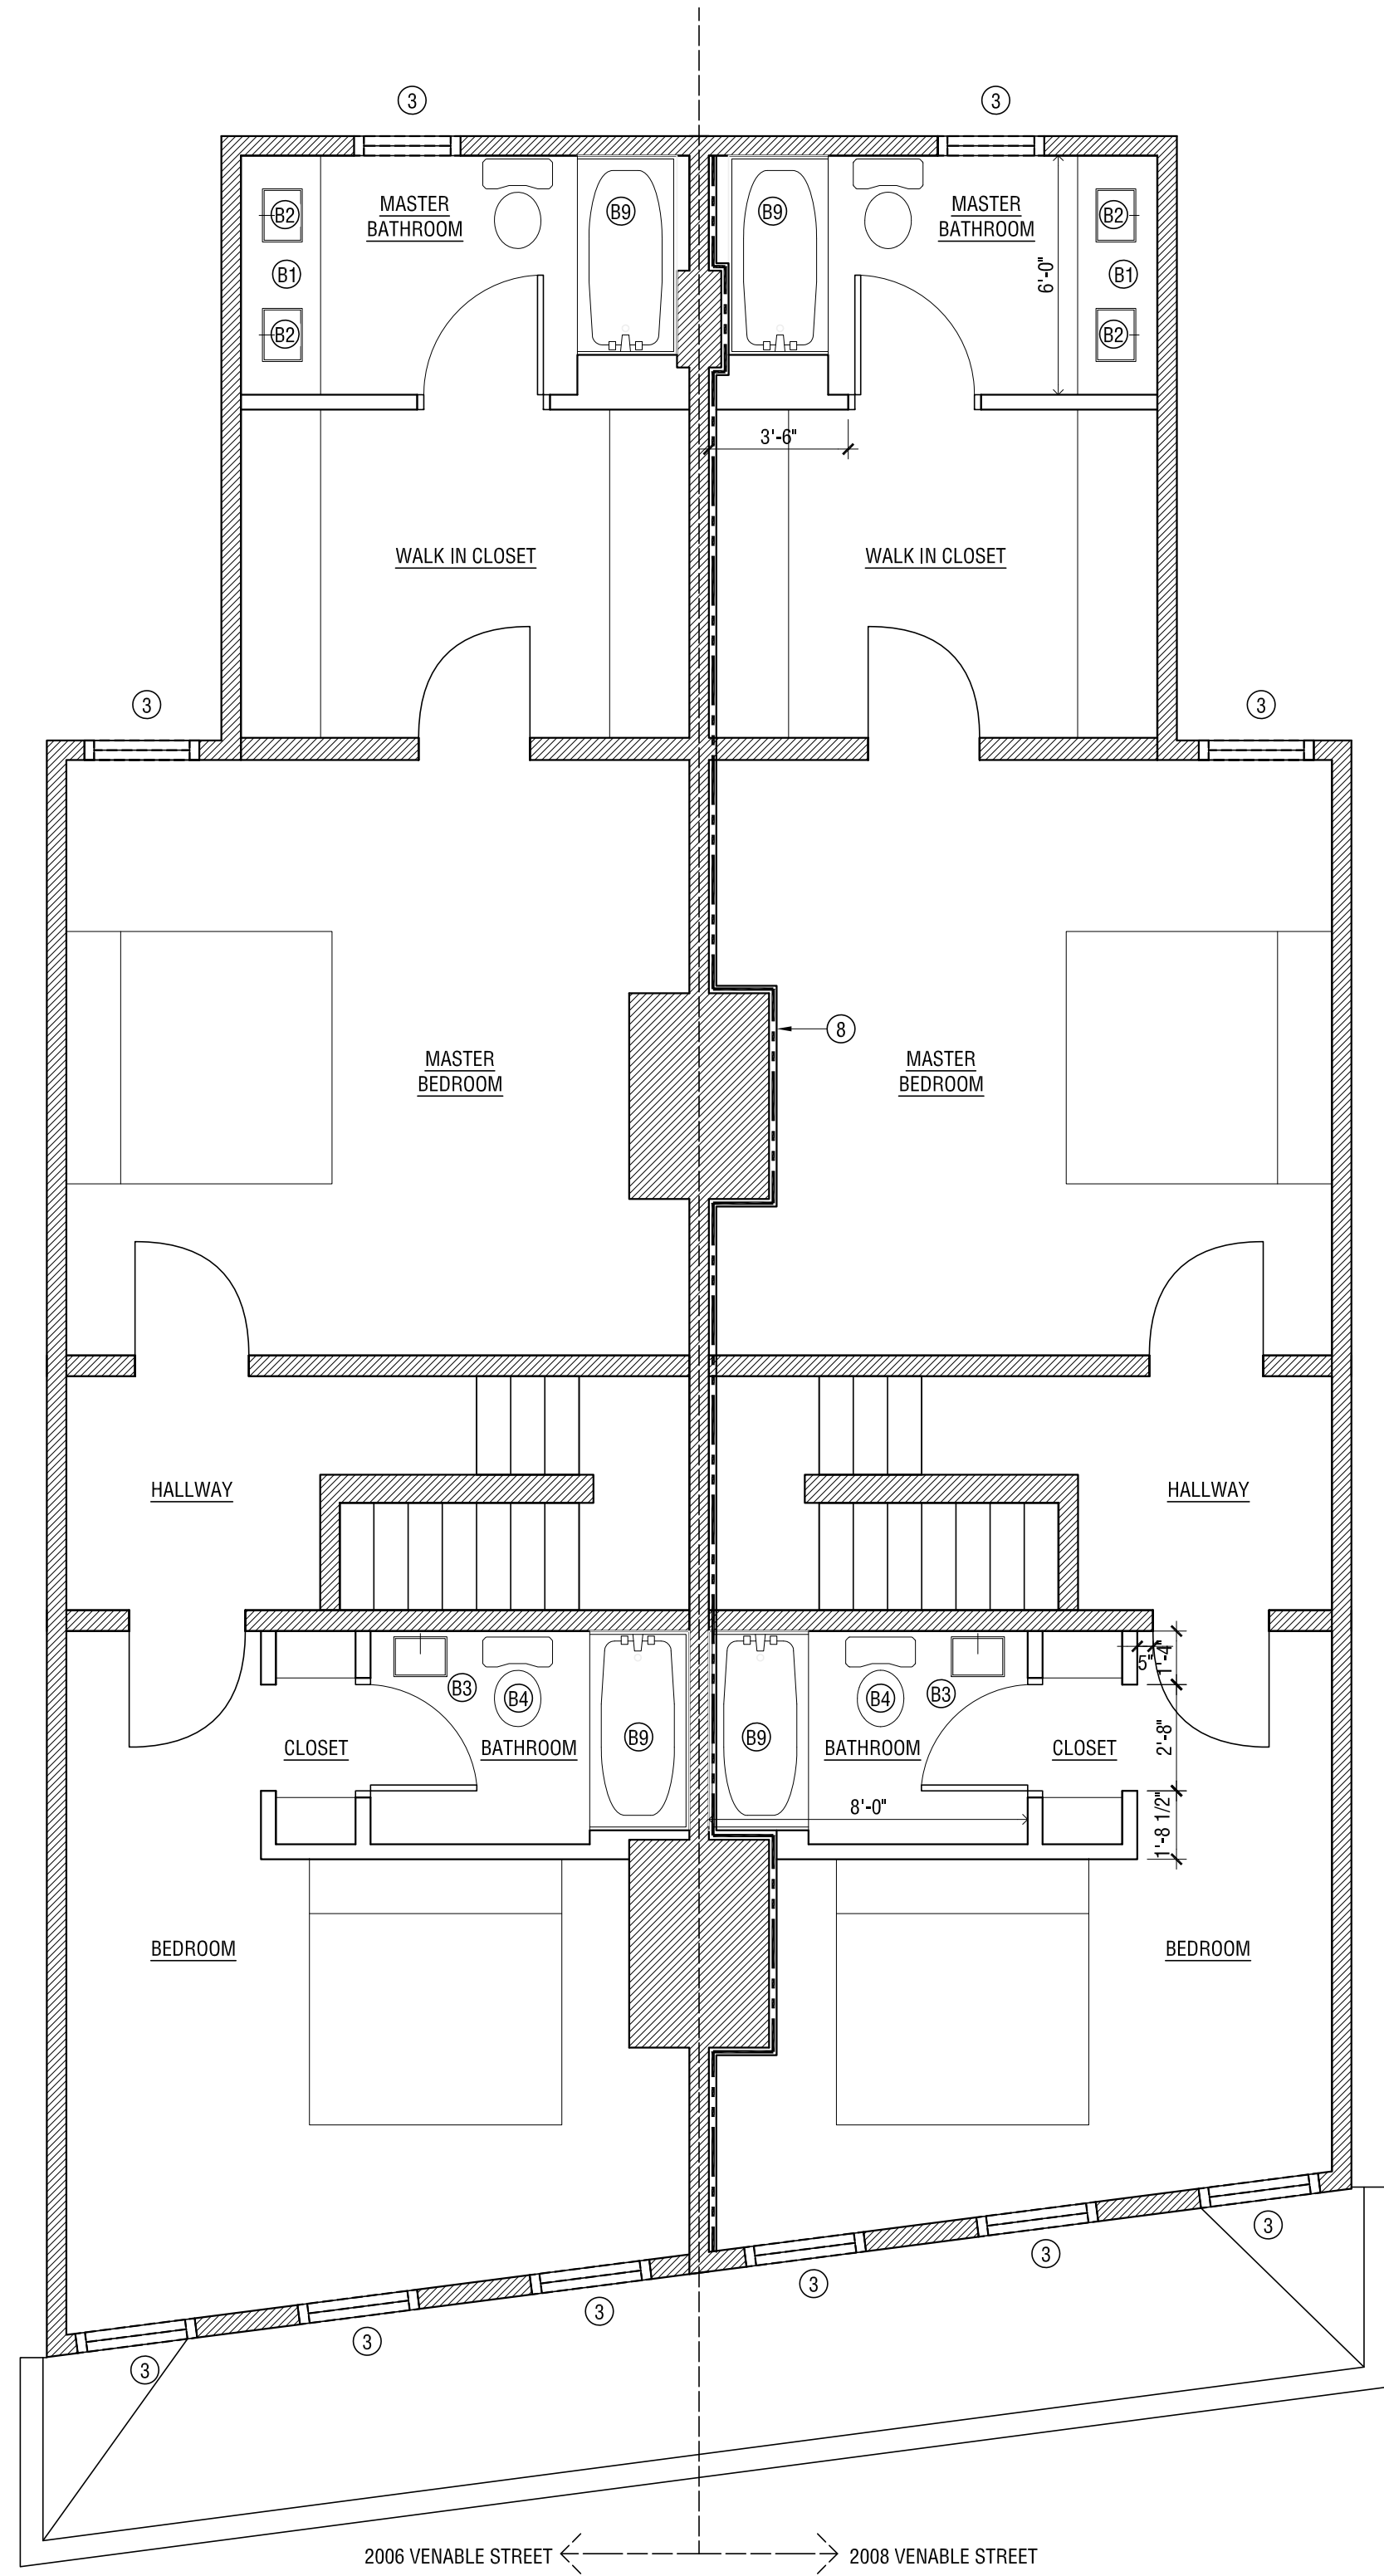 3
3
MASTER
BATHROOM
B2
B1
B2
B9
B9
MASTER
BATHROOM
6'-0"
B2
B1
B2
3'-6"
WALK IN CLOSET
WALK IN CLOSET
3
3
8
MASTER
BEDROOM
MASTER
BEDROOM
HALLWAY
HALLWAY
B3
B4
B9
B9
B4
B3
CLOSET
BATHROOM
BATHROOM
CLOSET
5"
1'-4"
2'-8"
8'-0"
1'-8 1/2"
BEDROOM
BEDROOM
3
3
3
3
3
3
2006 VENABLE STREET
2008 VENABLE STREET